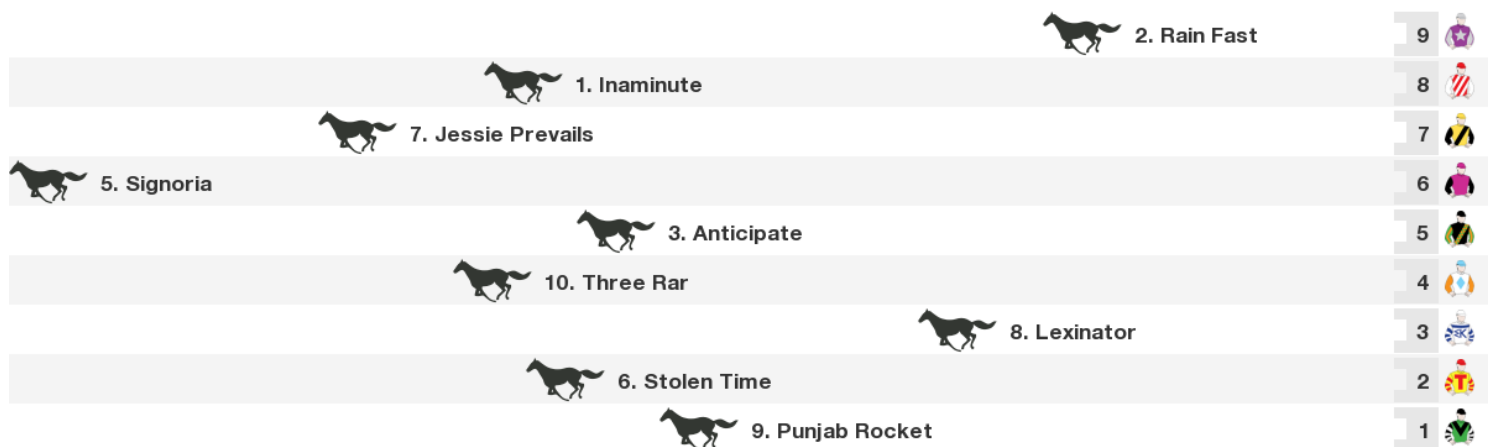 2. Rain Fast 9
1. Inaminute 8
7. Jessie Prevails 7
5. Signoria 6
3. Anticipate 5
10. Three Rar 4
8. Lexinator 3
6. Stolen Time 2
T
9. Punjab Rocket 1